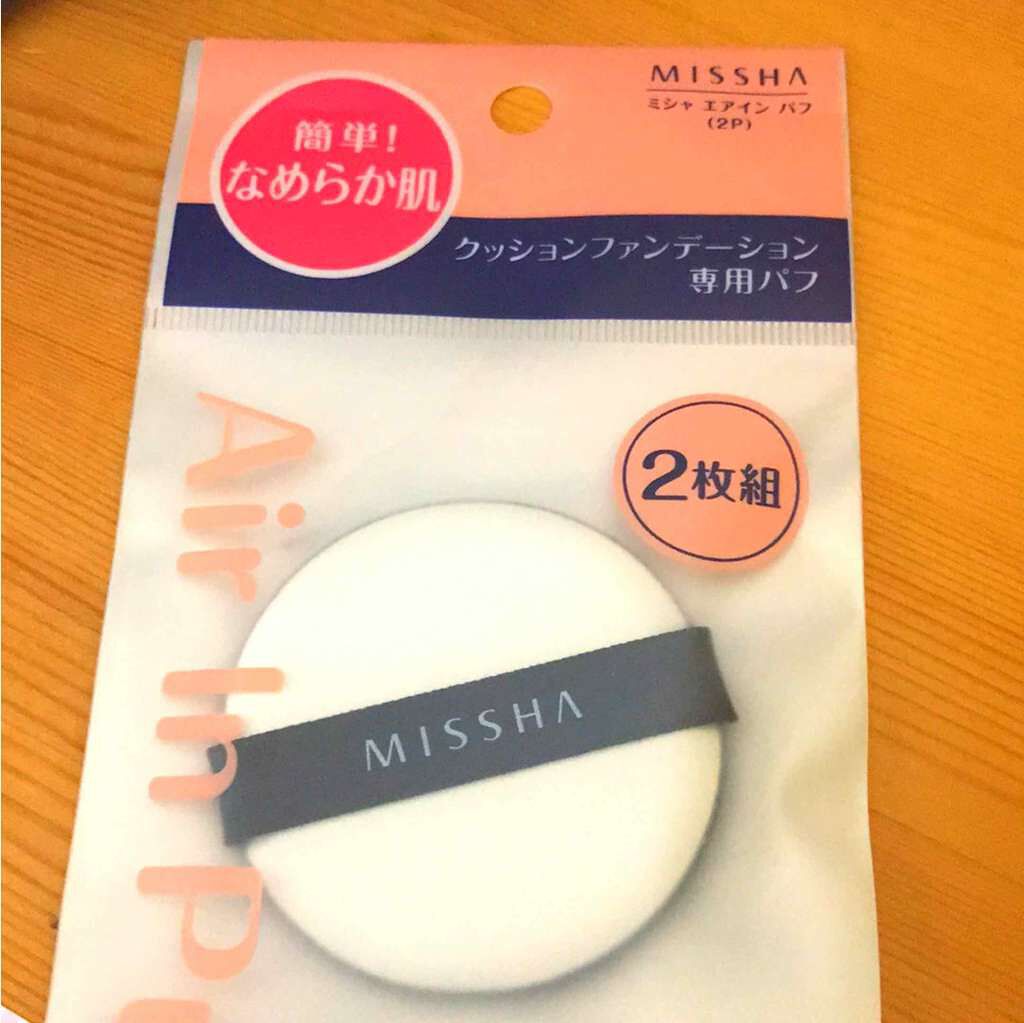 MISSHA
ミシャ エアイン パフ
(2P)
簡単!
なめらか肌
クッションファンデーション
専用パフ
2枚組
Air In
MISSHA